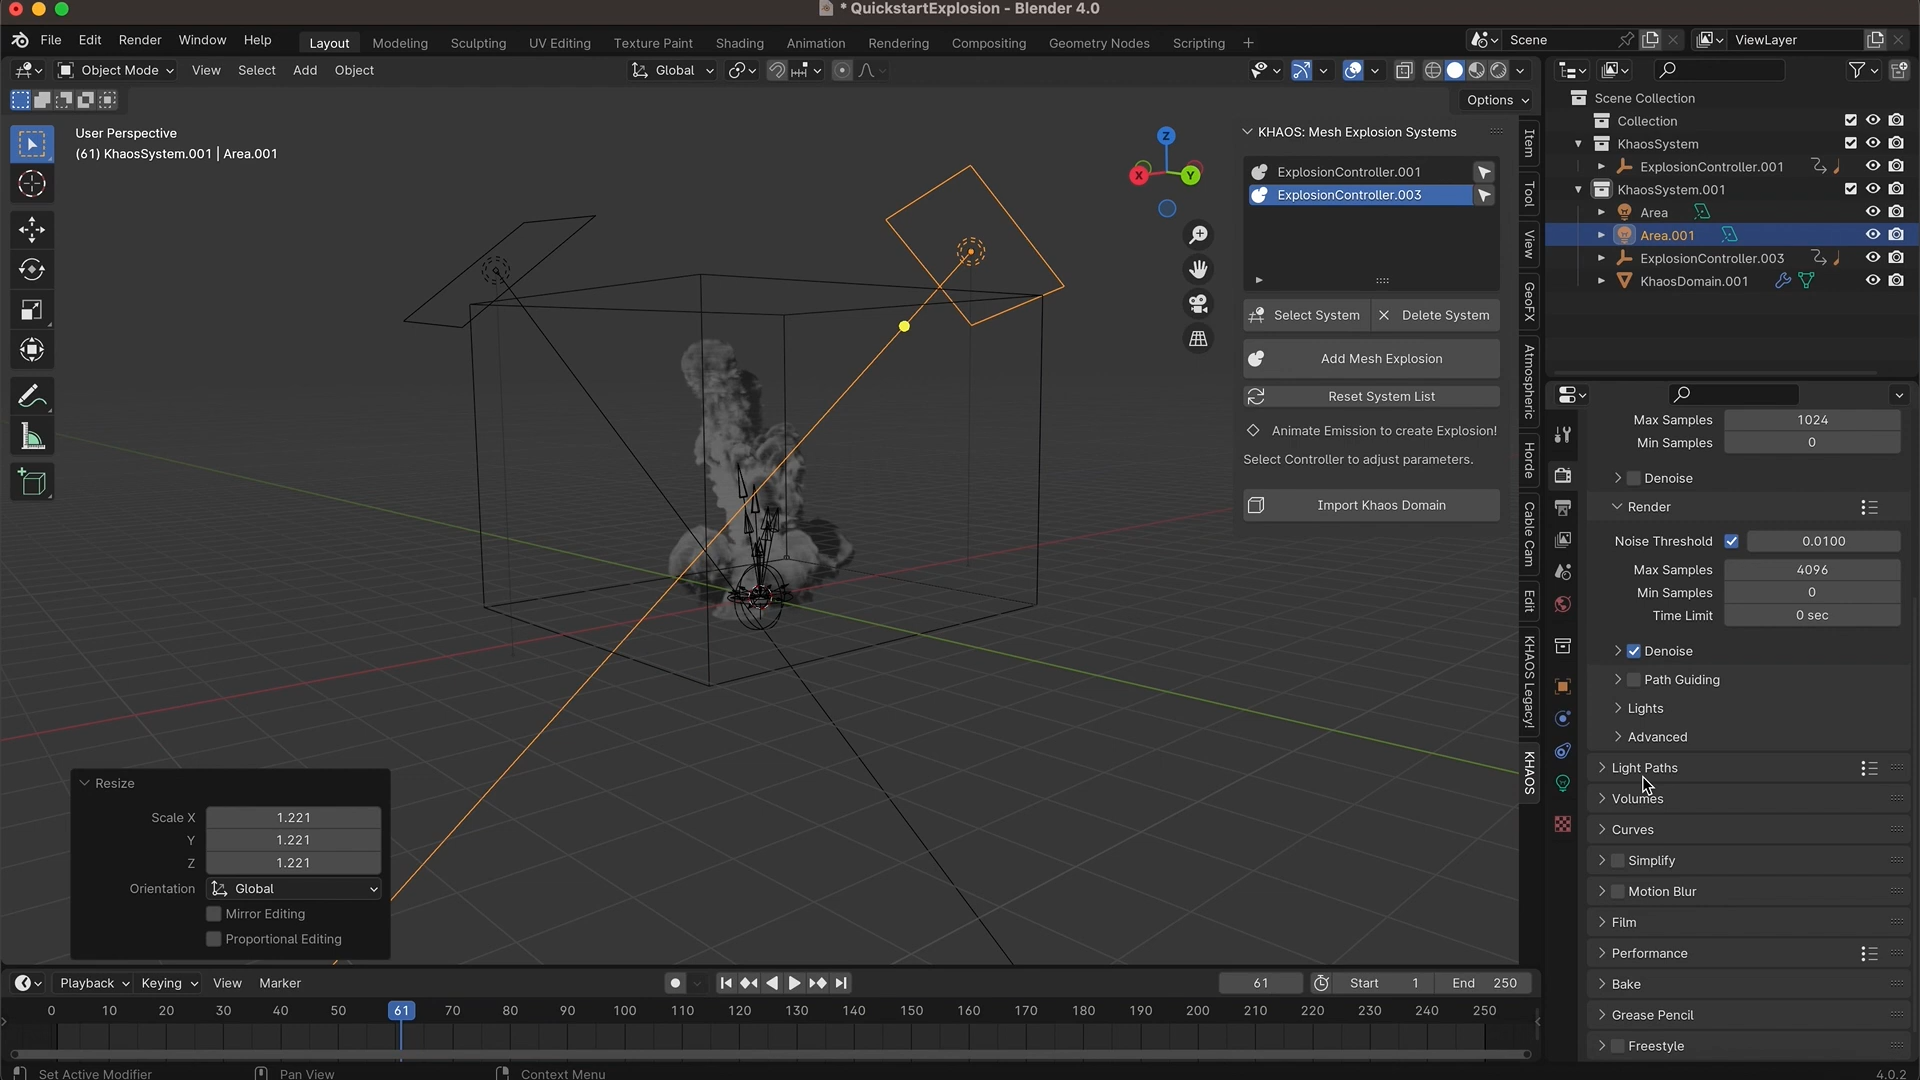 * QuickstartExplosion - Blender 4.0
File Edit Render Window Help
Layout Modeling Sculpting UV Editing Texture Paint Shading Animation Rendering Compositing Geometry Nodes Scripting +
Scene
ViewLayer
Object Mode View Select Add Object
Global
Options
User Perspective
(61) KhaosSystem.001 | Area.001
Z
X
Y
KHAOS: Mesh Explosion Systems
ExplosionController.001
ExplosionController.003
Select System
Delete System
Add Mesh Explosion
Reset System List
Animate Emission to create Explosion!
Select Controller to adjust parameters.
Import Khaos Domain
Item
Tool
View
GeoFX
Atmospheric
Horde
Cable Cam
Edit
KHAOS Legacy!
KHAOS
Scene Collection
Collection
KhaosSystem
ExplosionController.001
KhaosSystem.001
Area
Area.001
ExplosionController.003
KhaosDomain.001
Max Samples 1024
Min Samples 0
Denoise
Render
Noise Threshold 0.0100
Max Samples 4096
Min Samples 0
Time Limit 0 sec
Denoise
Path Guiding
Lights
Advanced
Light Paths
Volumes
Curves
Simplify
Motion Blur
Film
Performance
Bake
Grease Pencil
Freestyle
Resize
Scale X 1.221
Y 1.221
Z 1.221
Orientation Global
Mirror Editing
Proportional Editing
Playback Keying View Marker
61 Start 1 End 250
0 10 20 30 40 50 61 70 80 90 100 110 120 130 140 150 160 170 180 190 200 210 220 230 240 250
Set Active Modifier Pan View Context Menu
4.0.2